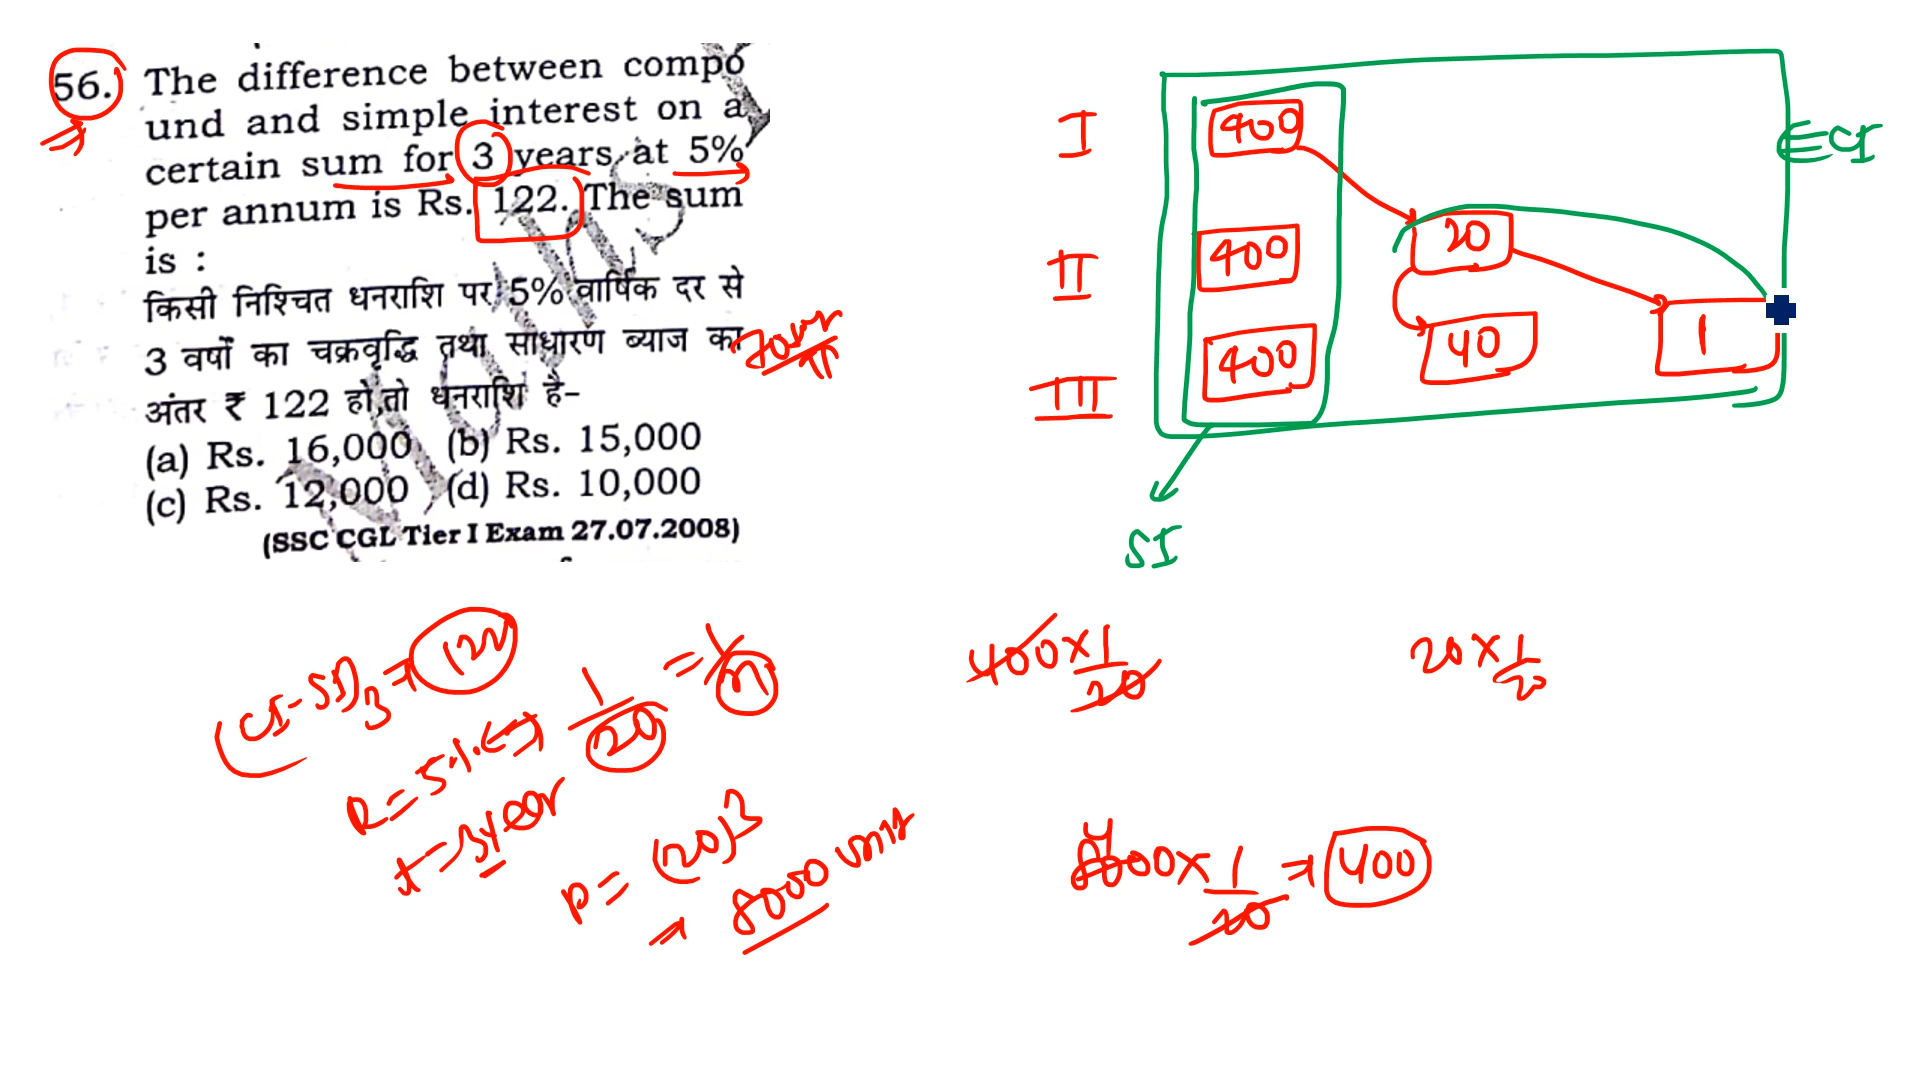 56. The difference between compo
und and simple interest on a
certain sum for 3 years at 5%
per annum is Rs. 122. The sum
is :
किसी निश्चित धनराशि पर 5% वार्षिक दर से
3 वर्षों का चक्रवृद्धि तथा साधारण ब्याज का
अंतर ₹ 122 हो,तो धनराशि है–
(a) Rs. 16,000 (b) Rs. 15,000
(c) Rs. 12,000 (d) Rs. 10,000
(SSC CGL Tier I Exam 27.07.2008)
I 400
CI
II 400 20
III 400 40 1
SI
(CI-SI)3 → 122
R = 5% ⇔ 1/20 = 1/n
t → 3year
P = (20)3
⇒ 8000 unit
400×1/20
20×1/20
8000×1/20 → 400